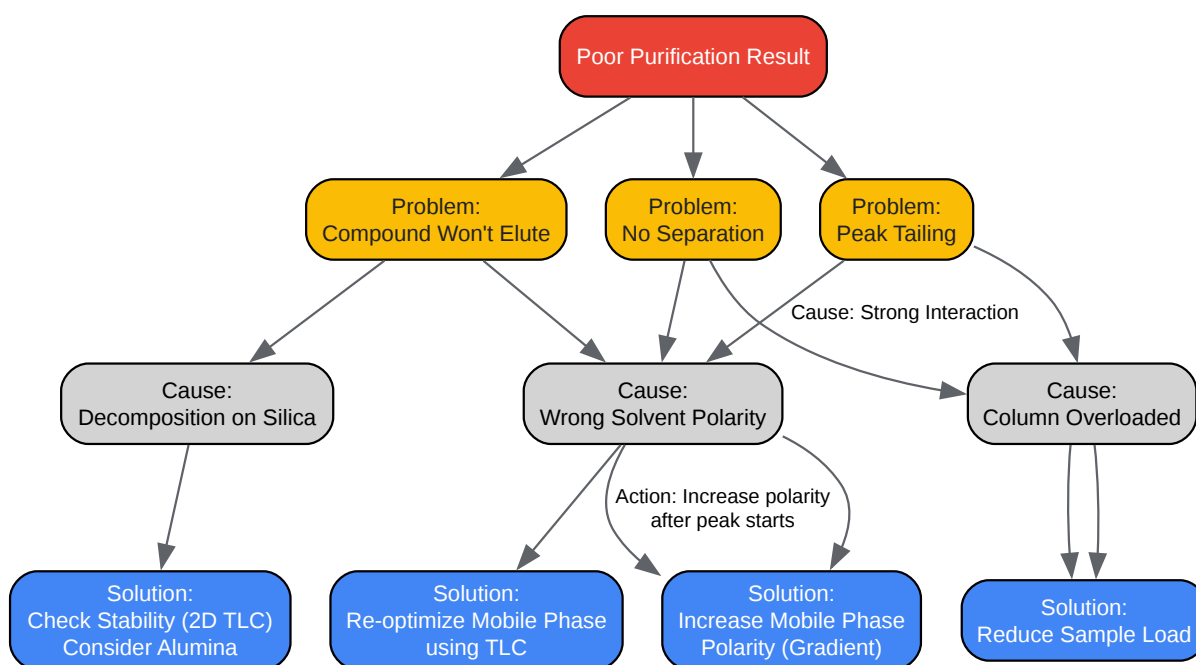 Poor Purification Result
Problem:
Compound Won't Elute
Problem:
No Separation
Problem:
Peak Tailing
Cause: Strong Interaction
Cause:
Decomposition on Silica
Cause:
Wrong Solvent Polarity
Cause:
Column Overloaded
Action: Increase polarity
after peak starts
Solution:
Check Stability (2D TLC)
Consider Alumina
Solution:
Re-optimize Mobile Phase
using TLC
Solution:
Increase Mobile Phase
Polarity (Gradient)
Solution:
Reduce Sample Load